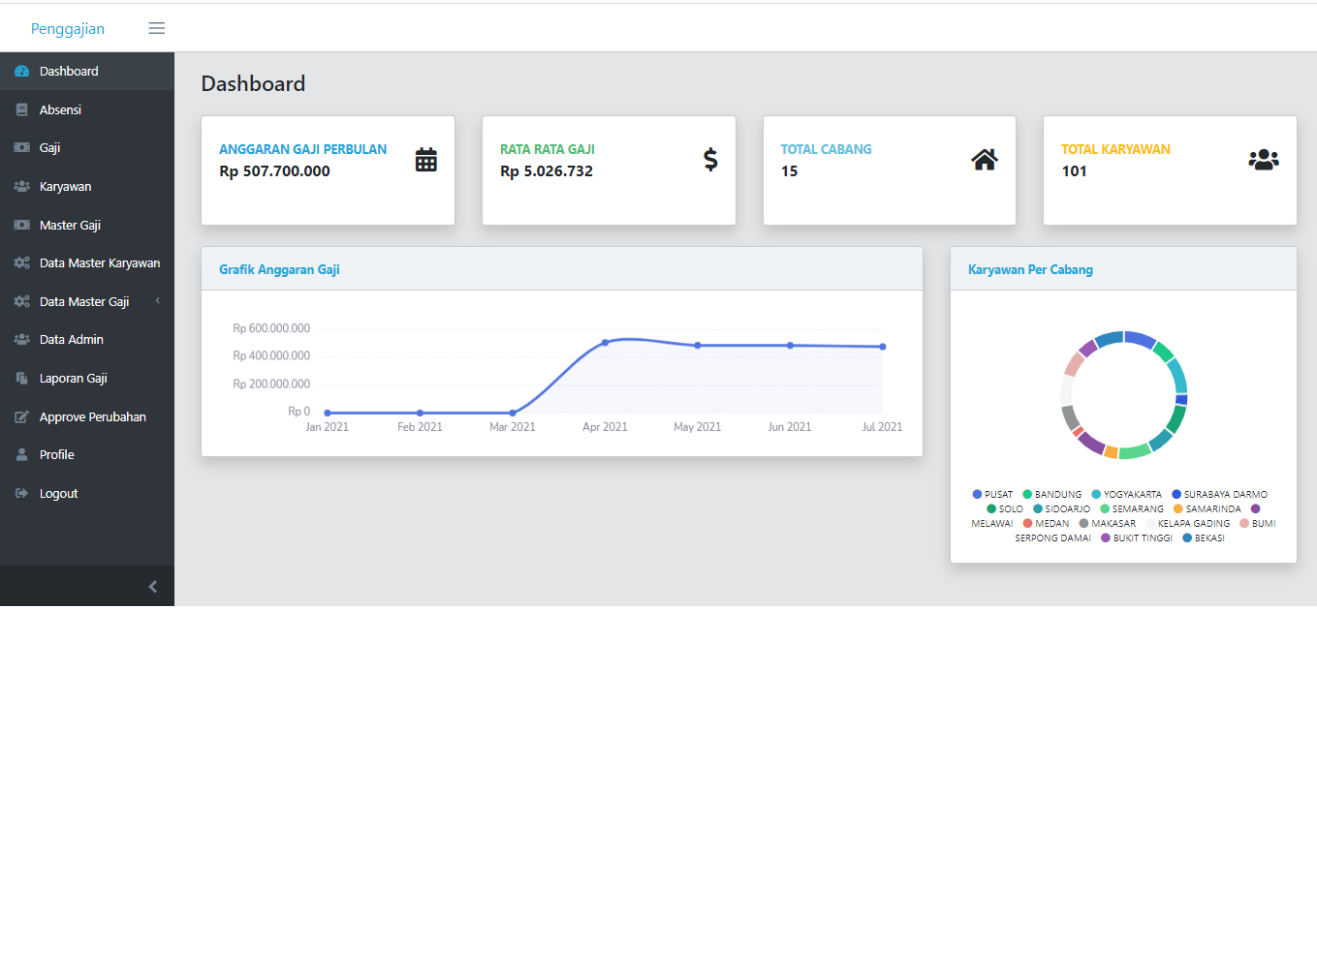 Penggajian
Dashboard
Absensi
Gaji
Karyawan
Master Gaji
Data Master Karyawan
Data Master Gaji
Data Admin
Laporan Gaji
Approve Perubahan
Profile
Logout
Dashboard
ANGGARAN GAJI PERBULAN
Rp 507.700.000
RATA RATA GAJI
Rp 5.026.732
TOTAL CABANG
15
TOTAL KARYAWAN
101
Grafik Anggaran Gaji
Rp 600.000.000
Rp 400.000.000
Rp 200.000.000
Rp 0
Jan 2021 Feb 2021 Mar 2021 Apr 2021 May 2021 Jun 2021 Jul 2021
Karyawan Per Cabang
PUSAT BANDUNG YOGYAKARTA SURABAYA DARMO
SOLO SIDOARJO SEMARANG SAMARINDA
MELAWAI MEDAN MAKASAR KELAPA GADING BUMI
SERPONG DAMAI BUKIT TINGGI BEKASI